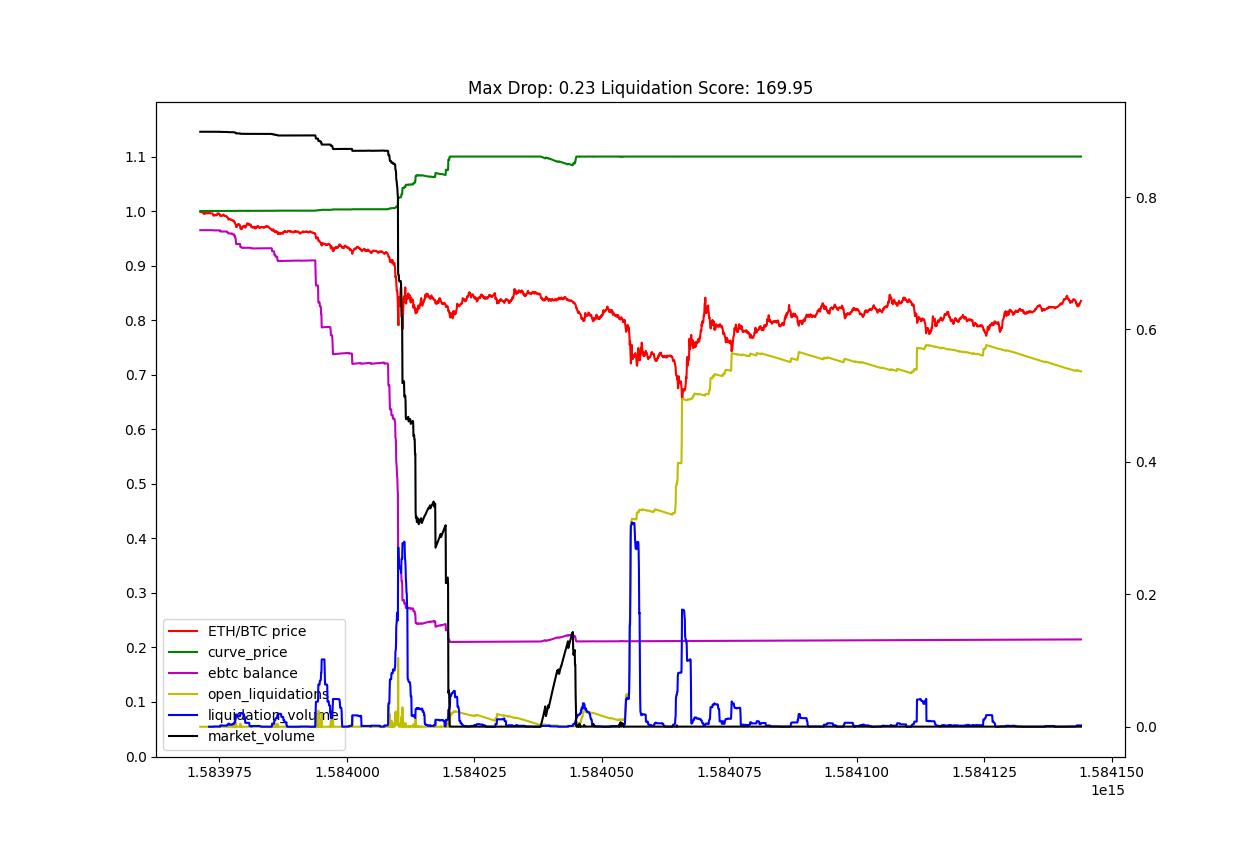 Max Drop: 0.23 Liquidation Score: 169.95
1.1
1.0
0.9
0.8
0.7
0.6
0.5
0.4
0.3
0.2
0.1
0.0
0.8
0.6
0.4
0.2
0.0
ETH/BTC price
curve_price
ebtc balance
open_liquidations
liquidation_volume
market_volume
1.583975 1.584000 1.584025 1.584050 1.584075 1.584100 1.584125 1.584150
1e15